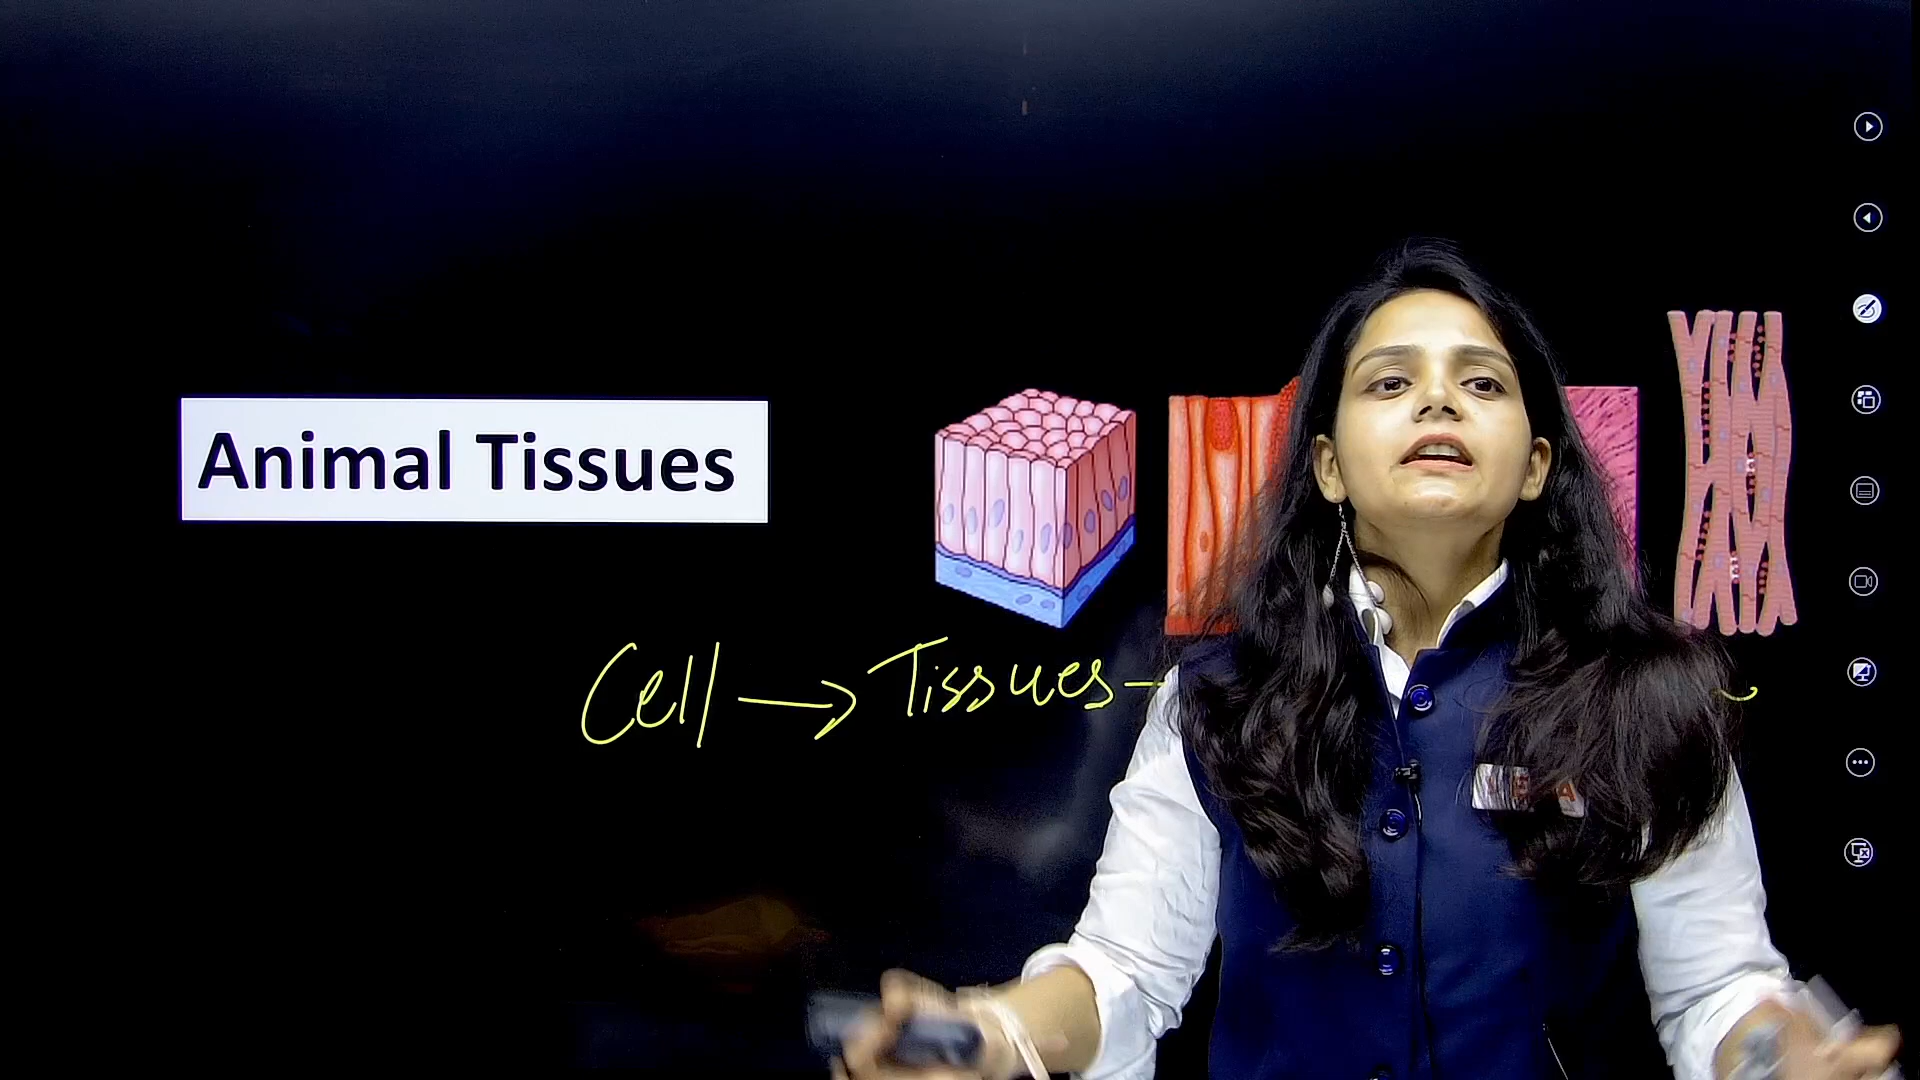 Animal Tissues
Cell → Tissues –